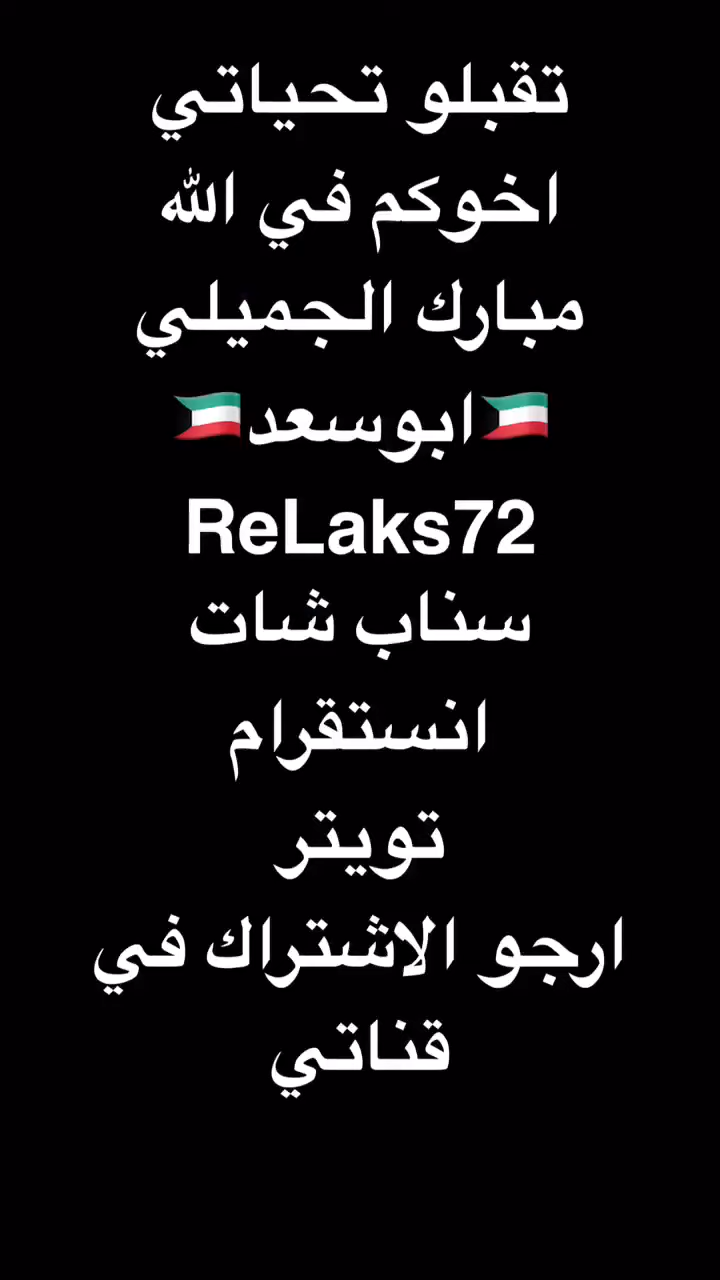 تقبلو تحياتي
اخوكم في الله
مبارك الجميلي
🇰🇼ابوسعد🇰🇼
ReLaks72
سناب شات
انستقرام
تويتر
ارجو الاشتراك في
قناتي